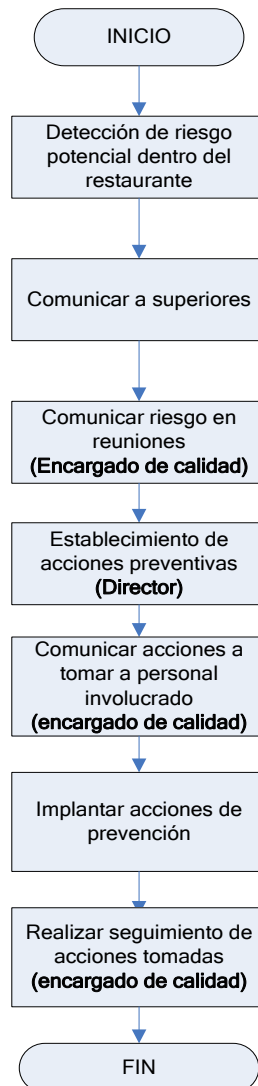 INICIO
Detección de riesgo
potencial dentro del
restaurante
Comunicar a superiores
Comunicar riesgo en
reuniones
(Encargado de calidad)
Establecimiento de
acciones preventivas
(Director)
Comunicar acciones a
tomar a personal
involucrado
(encargado de calidad)
Implantar acciones de
prevención
Realizar seguimiento de
acciones tomadas
(encargado de calidad)
FIN